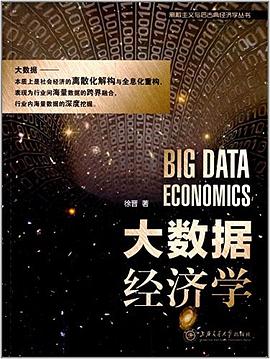 离散主义与后古典经济学丛书
大数据——
本质上是社会经济的离散化解构与全息化重构，
表现为行业间海量数据的跨界融合，
行业内海量数据的深度挖掘。
BIG DATA
ECONOMICS
徐晋 著
大数据
经济学
上海交通大学出版社